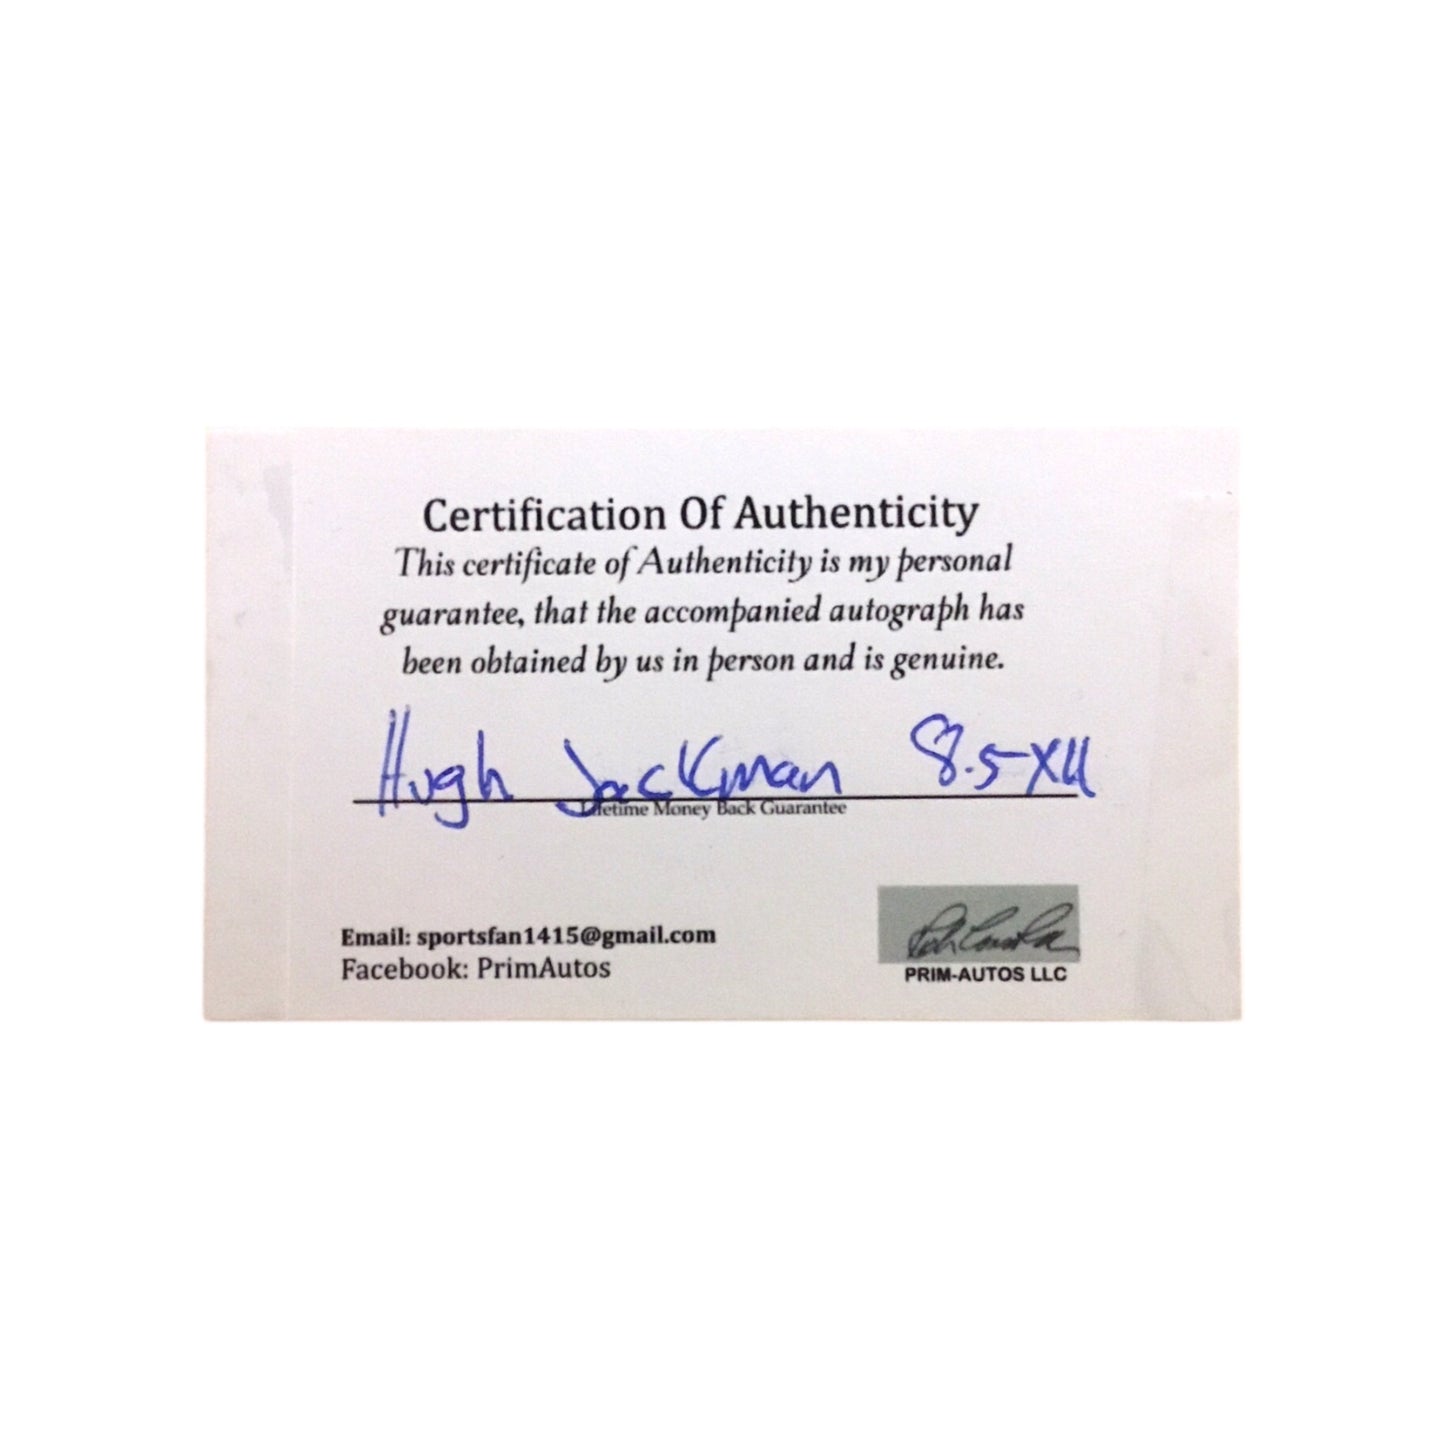 Certification Of Authenticity
This certificate of Authenticity is my personal
guarantee, that the accompanied autograph has
been obtained by us in person and is genuine.
Hugh Jackman 8.5x11
Lifetime Money Back Guarantee
Email: sportsfan1415@gmail.com
Facebook: PrimAutos
PRIM-AUTOS LLC